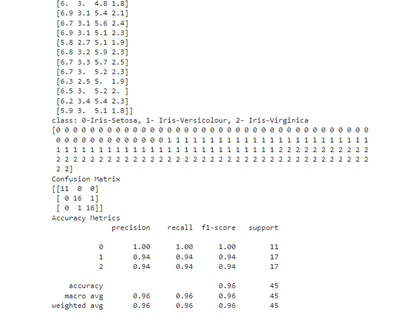 [6. 3. 4.8 1.8]
[6.9 3.1 5.4 2.1]
[6.7 3.1 5.6 2.4]
[6.9 3.1 5.1 2.3]
[5.8 2.7 5.1 1.9]
[6.8 3.2 5.9 2.3]
[6.7 3.3 5.7 2.5]
[6.7 3. 5.2 2.3]
[6.3 2.5 5. 1.9]
[6.5 3. 5.2 2. ]
[6.2 3.4 5.4 2.3]
[5.9 3. 5.1 1.8]]
class: 0-Iris-Setosa, 1- Iris-Versicolour, 2- Iris-Virginica
[0 0 0 0 0 0 0 0 0 0 0 0 0 0 0 0 0 0 0 0 0 0 0 0 0 0 0 0 0 0 0 0 0 0 0 0 0
0 0 0 0 0 0 0 0 0 0 0 0 0 1 1 1 1 1 1 1 1 1 1 1 1 1 1 1 1 1 1 1 1 1 1 1 1
1 1 1 1 1 1 1 1 1 1 1 1 1 1 1 1 1 1 1 1 1 1 1 1 1 1 2 2 2 2 2 2 2 2 2 2 2
2 2 2 2 2 2 2 2 2 2 2 2 2 2 2 2 2 2 2 2 2 2 2 2 2 2 2 2 2 2 2 2 2 2 2 2 2
2 2]
Confusion Matrix
[[11 0 0]
[ 0 16 1]
[ 0 1 16]]
Accuracy Metrics
precision recall f1-score support
0 1.00 1.00 1.00 11
1 0.94 0.94 0.94 17
2 0.94 0.94 0.94 17
accuracy 0.96 45
macro avg 0.96 0.96 0.96 45
weighted avg 0.96 0.96 0.96 45